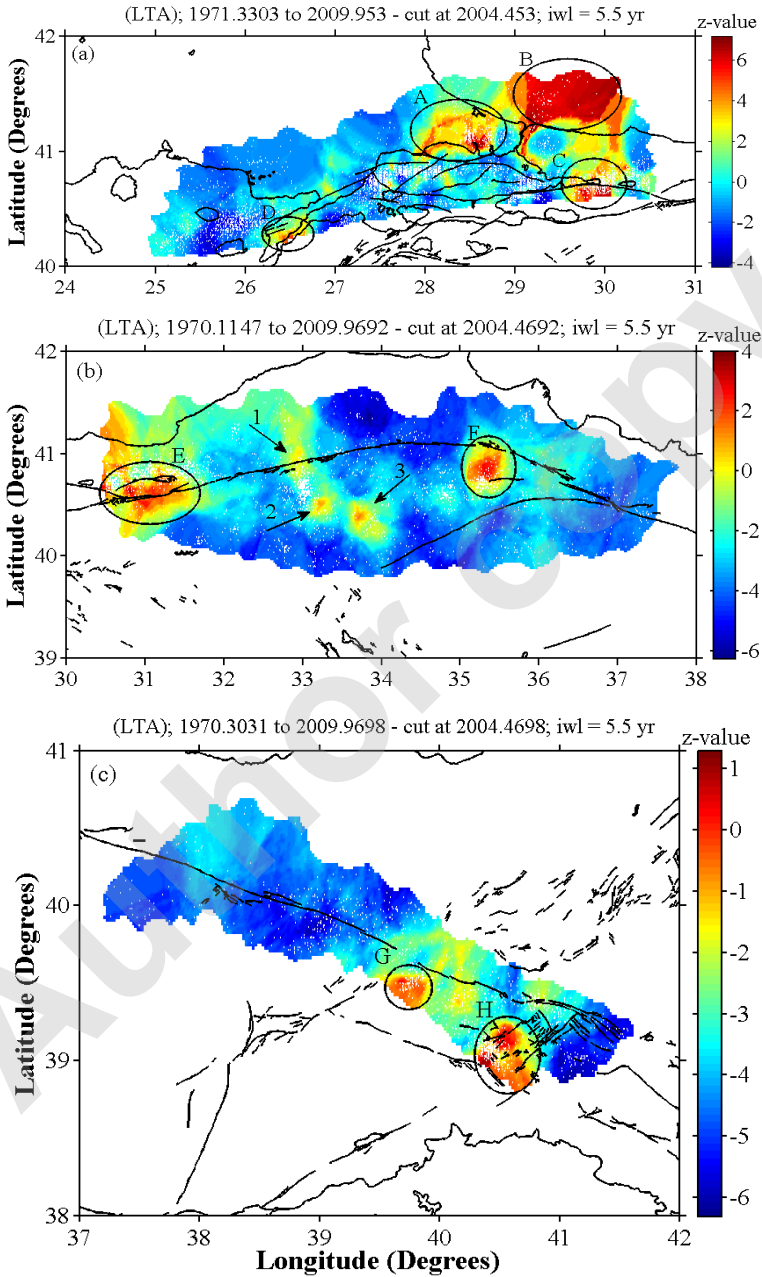 (LTA); 1971.3303 to 2009.953 - cut at 2004.453; iwl = 5.5 yr
z-value
(a)
A
B
C
D
42
41
40
24 25 26 27 28 29 30 31
6
4
2
0
-2
-4
Latitude (Degrees)
(LTA); 1970.1147 to 2009.9692 - cut at 2004.4692; iwl = 5.5 yr
z-value
(b)
1
E
F
3
2
42
41
40
39
30 31 32 33 34 35 36 37 38
4
2
0
-2
-4
-6
Latitude (Degrees)
(LTA); 1970.3031 to 2009.9698 - cut at 2004.4698; iwl = 5.5 yr
z-value
(c)
G
H
41
40
39
38
37 38 39 40 41 42
1
0
-1
-2
-3
-4
-5
-6
Latitude (Degrees)
Longitude (Degrees)
Author copy